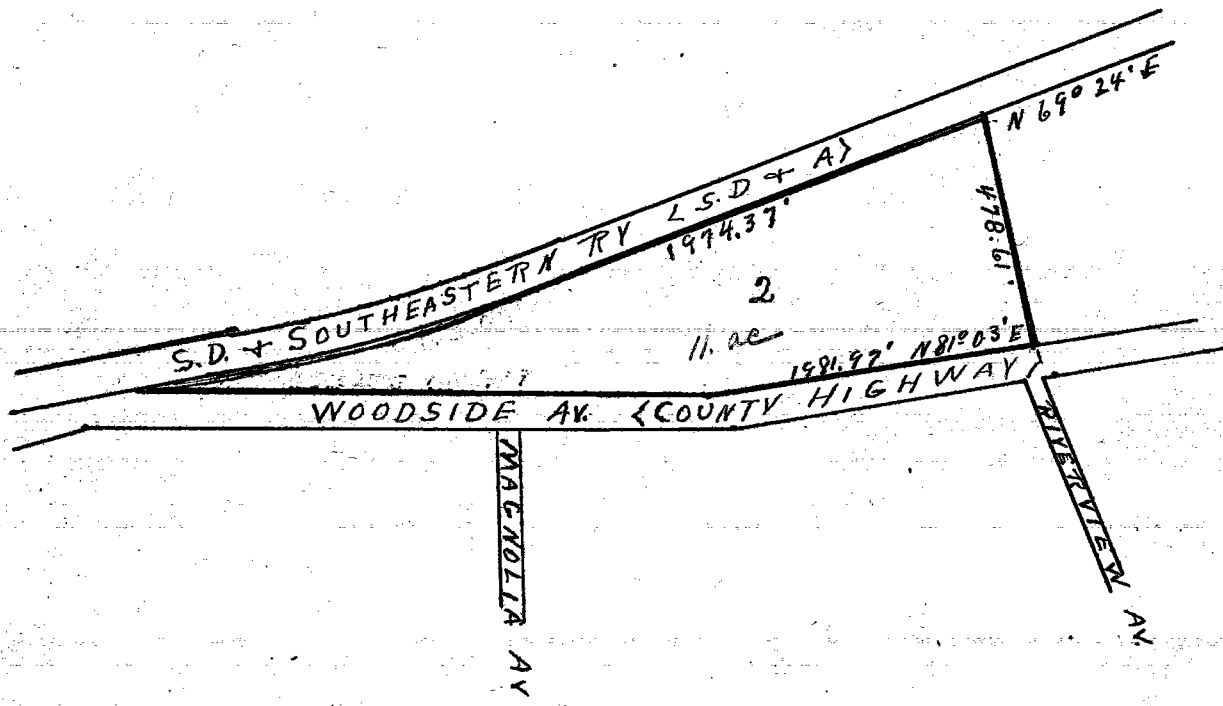 N 69° 24' E
S.D. + SOUTHEASTERN RY (S.D + A)
1974.37'
478.61'
2
11. ac
1981.97' N 81° 03' E
WOODSIDE AV. (COUNTY HIGHWAY)
MAGNOLIA AV
RIVERVIEW AV.